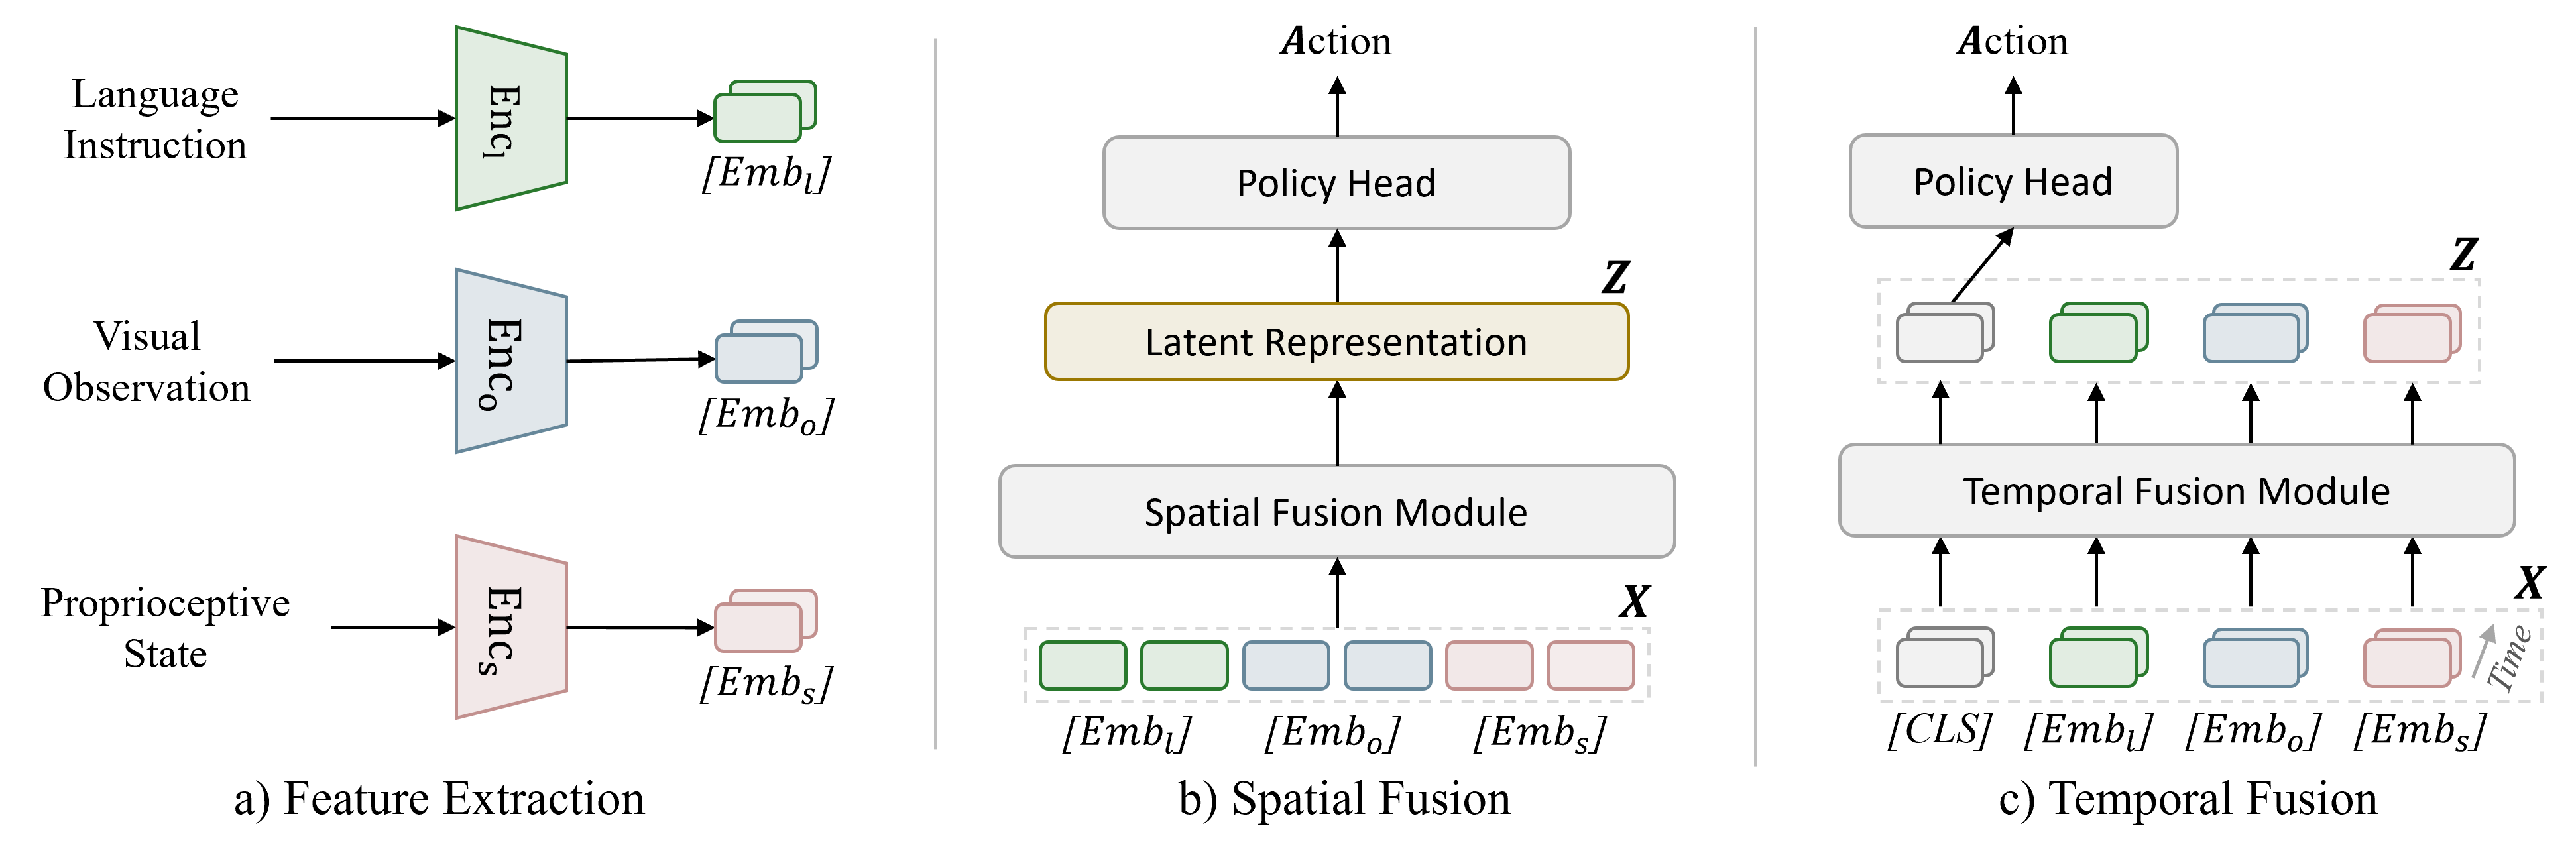 Language
Instruction
Enc_l
[Emb_l]
Visual
Observation
Enc_o
[Emb_o]
Proprioceptive
State
Enc_s
[Emb_s]
a) Feature Extraction
Action
Policy Head
Z
Latent Representation
Spatial Fusion Module
X
[Emb_l] [Emb_o] [Emb_s]
b) Spatial Fusion
Action
Policy Head
Z
Temporal Fusion Module
X
Time
[CLS] [Emb_l] [Emb_o] [Emb_s]
c) Temporal Fusion